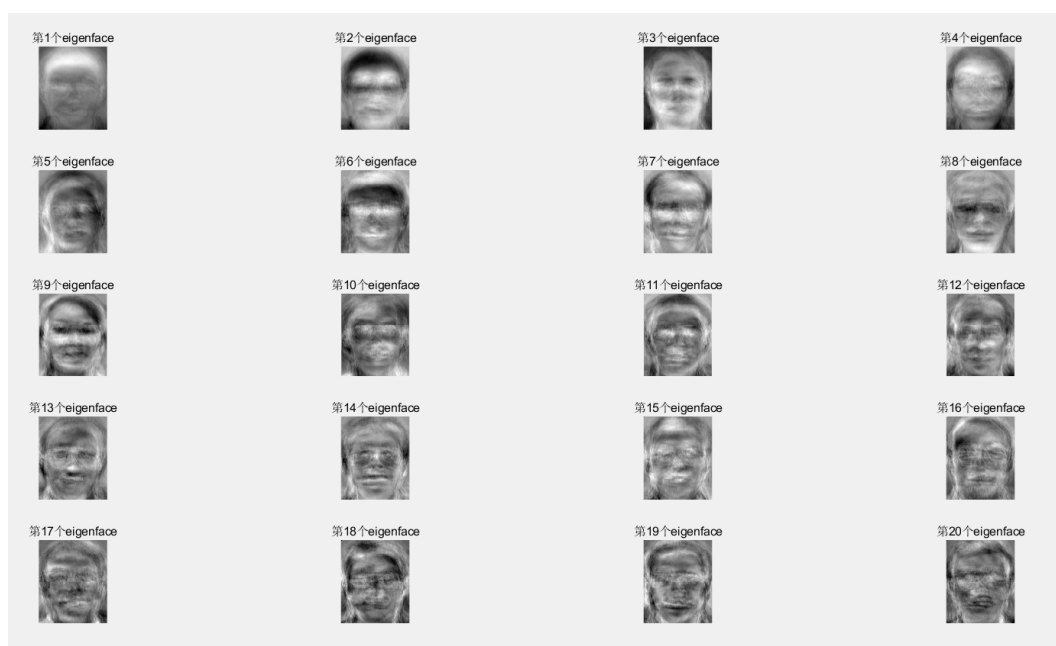 第1个eigenface
第2个eigenface
第3个eigenface
第4个eigenface
第5个eigenface
第6个eigenface
第7个eigenface
第8个eigenface
第9个eigenface
第10个eigenface
第11个eigenface
第12个eigenface
第13个eigenface
第14个eigenface
第15个eigenface
第16个eigenface
第17个eigenface
第18个eigenface
第19个eigenface
第20个eigenface